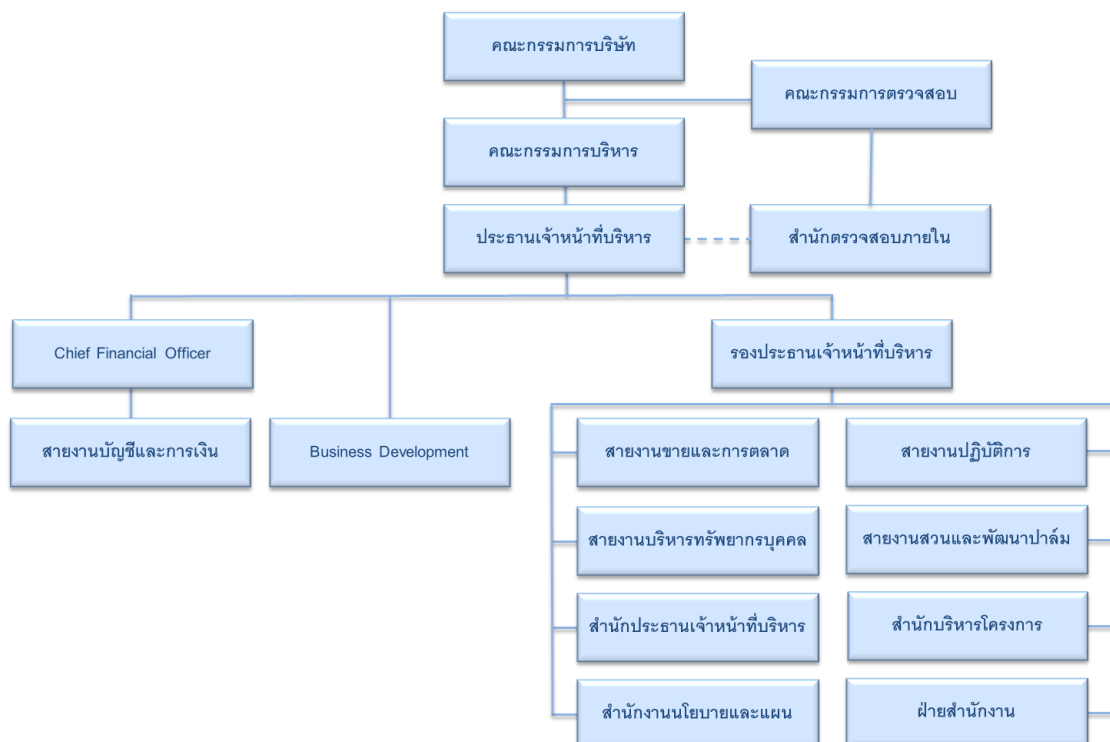 คณะกรรมการบริษัท
คณะกรรมการตรวจสอบ
คณะกรรมการบริหาร
ประธานเจ้าหน้าที่บริหาร
สำนักตรวจสอบภายใน
Chief Financial Officer
รองประธานเจ้าหน้าที่บริหาร
สายงานบัญชีและการเงิน
Business Development
สายงานขายและการตลาด
สายงานปฏิบัติการ
สายงานบริหารทรัพยากรบุคคล
สายงานสวนและพัฒนาปาล์ม
สำนักประธานเจ้าหน้าที่บริหาร
สำนักบริหารโครงการ
สำนักงานนโยบายและแผน
ฝ่ายสำนักงาน